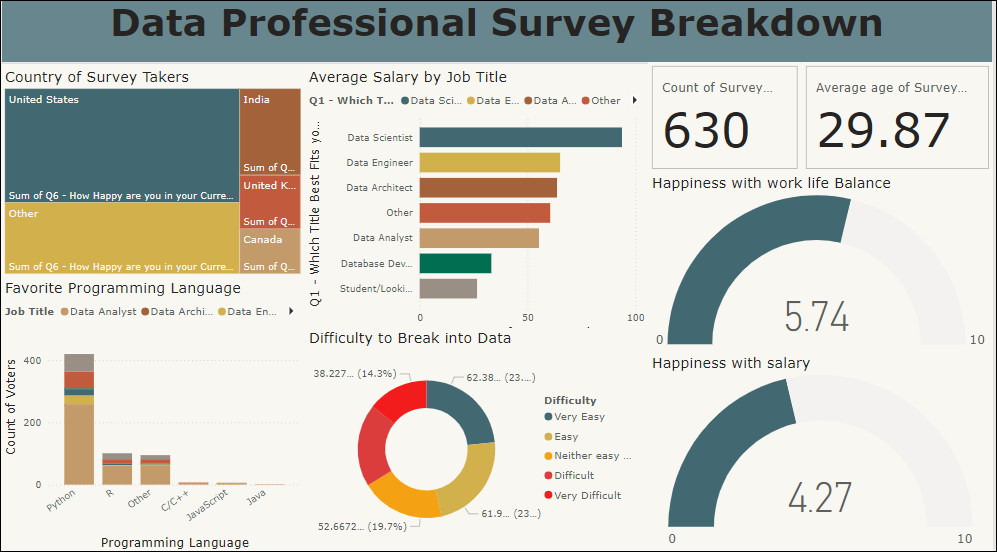 Data Professional Survey Breakdown
Country of Survey Takers
United States
Sum of Q6 - How Happy are you in your Curre...
Other
Sum of Q6 - How Happy are you in your Curre...
India
Sum of Q...
United K...
Sum of Q...
Canada
Sum of Q...
Average Salary by Job Title
Q1 - Which T... Data Sci... Data E... Data A... Other
Q1 - Which Title Best Fits yo...
Data Scientist
Data Engineer
Data Architect
Other
Data Analyst
Database Dev...
Student/Looki...
0 50 100
Count of Survey...
630
Average age of Survey...
29.87
Happiness with work life Balance
5.74
0 10
Favorite Programming Language
Job Title Data Analyst Data Archi... Data En...
Count of Voters
400
200
0
Python R Other C/C++ JavaScript Java
Programming Language
Difficulty to Break into Data
38.227... (14.3%)
62.38... (23....)
61.9... (23...)
52.6672... (19.7%)
Difficulty
Very Easy
Easy
Neither easy ...
Difficult
Very Difficult
Happiness with salary
4.27
0 10